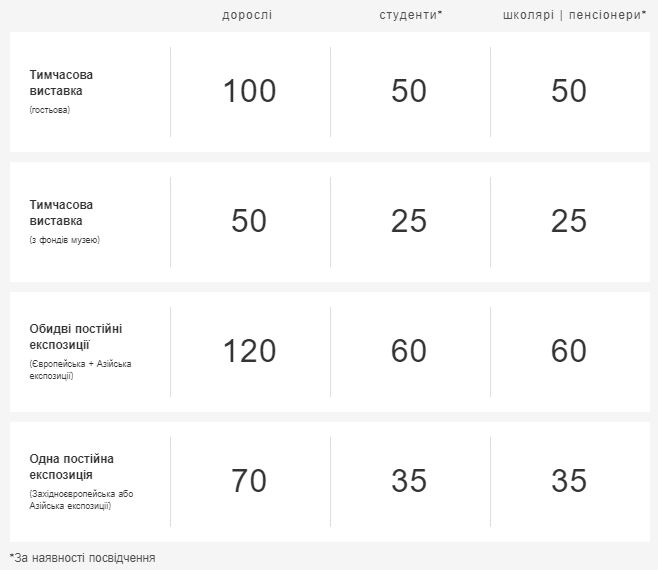 дорослі студенти* школярі | пенсіонери*
Тимчасова
виставка
(гостьова)
100 50 50
Тимчасова
виставка
(з фондів музею)
50 25 25
Обидві постійні
експозиції
(Європейська + Азійська
експозиції)
120 60 60
Одна постійна
експозиція
(Західноєвропейська або
Азійська експозиції)
70 35 35
*За наявності посвідчення